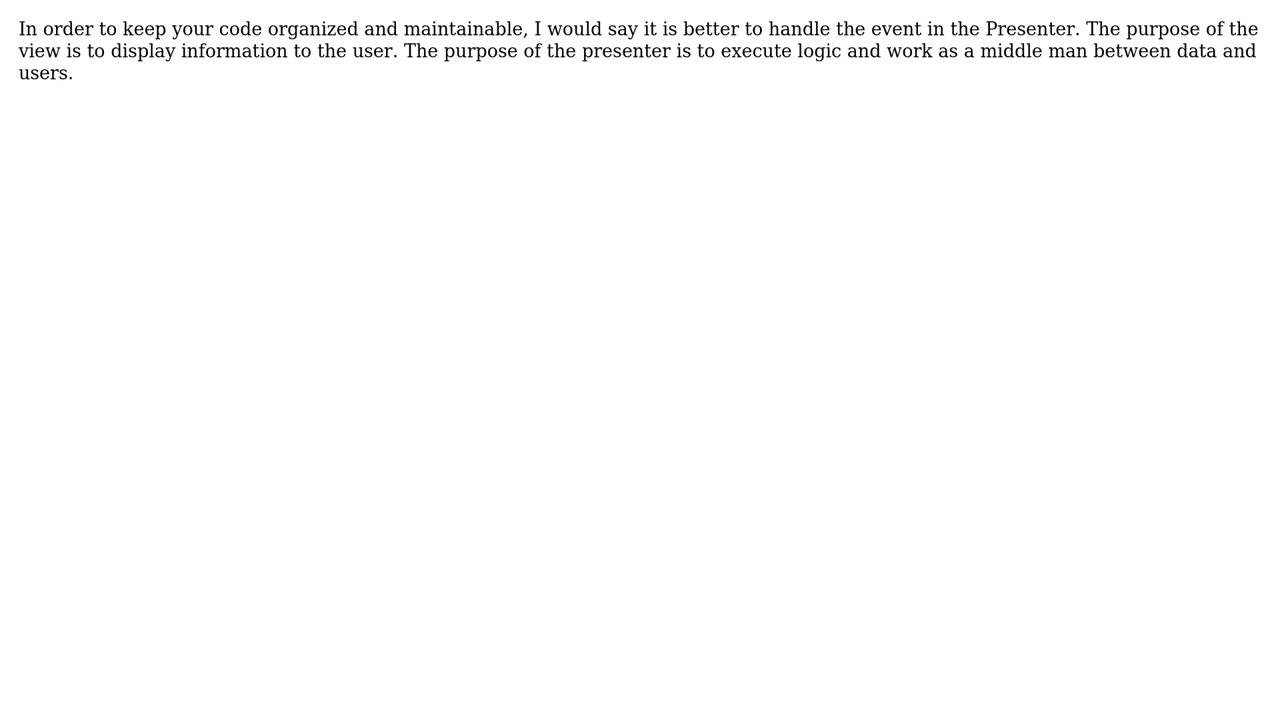 In order to keep your code organized and maintainable, I would say it is better to handle the event in the Presenter. The purpose of the
view is to display information to the user. The purpose of the presenter is to execute logic and work as a middle man between data and
users.